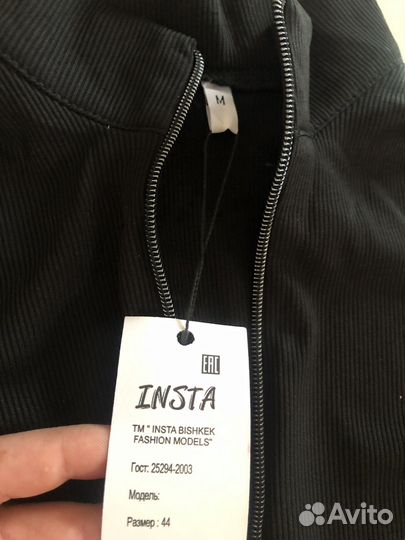 M
EAC
INSTA
TM " INSTA BISHKEK
FASHION MODELS"
Гост: 25294-2003
Модель:
Размер : 44
Avito